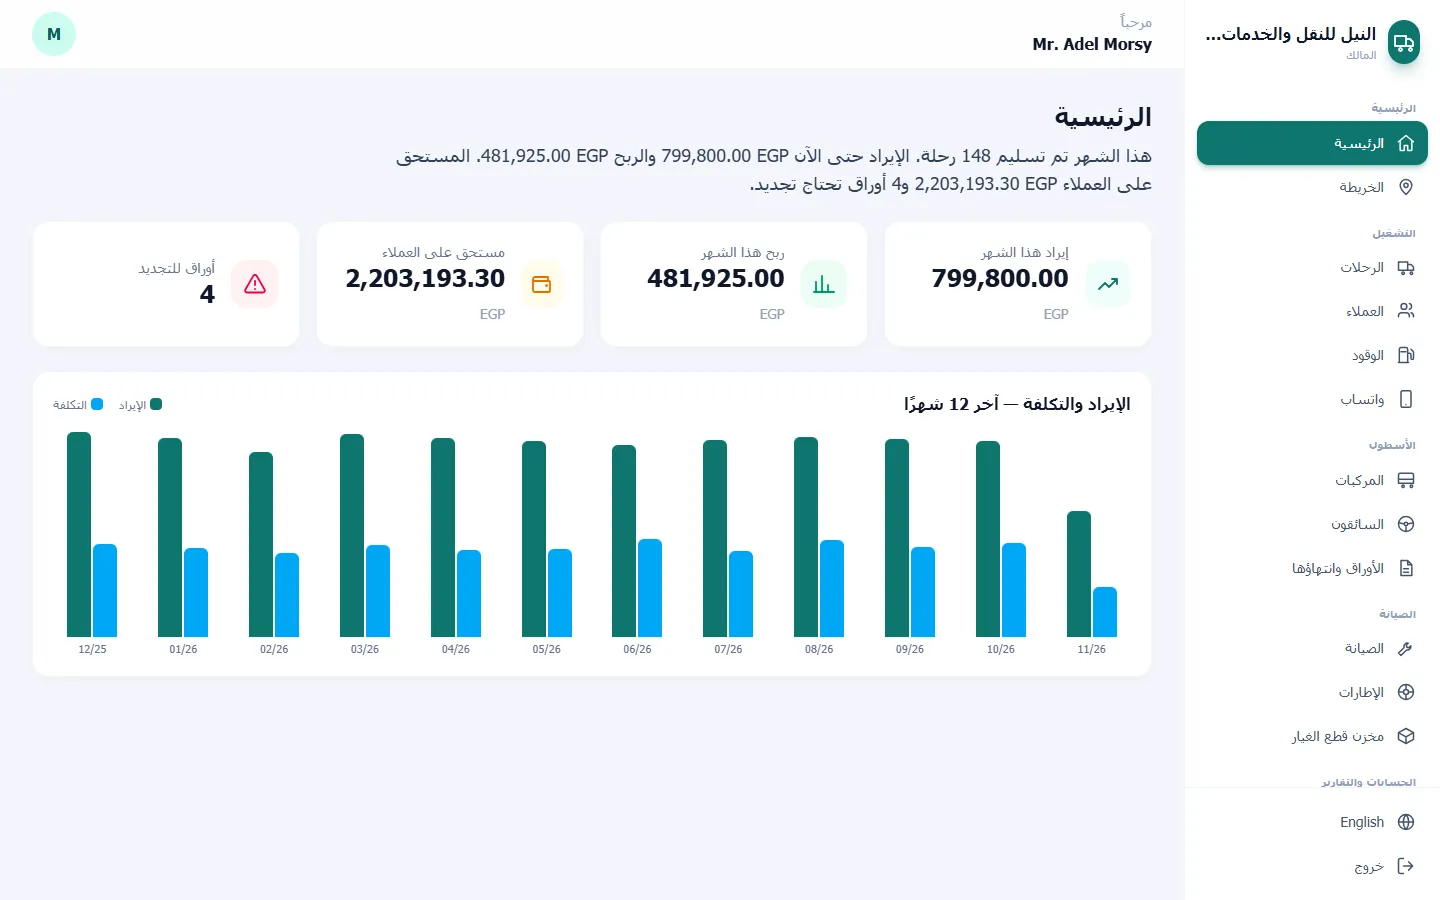 النيل للنقل والخدمات...
المالك
الرئيسية
الرئيسية
الخريطة
التشغيل
الرحلات
العملاء
الوقود
واتساب
الأسطول
المركبات
السائقون
الأوراق وانتهاؤها
الصيانة
الصيانة
الإطارات
مخزن قطع الغيار
الحسابات والتقارير
English
خروج
مرحباً
Mr. Adel Morsy
M
الرئيسية
هذا الشهر تم تسليم 148 رحلة. الإيراد حتى الآن 799,800.00 EGP والربح 481,925.00 EGP. المستحق
على العملاء 2,203,193.30 EGP و4 أوراق تحتاج تجديد.
إيراد هذا الشهر
799,800.00
EGP
ربح هذا الشهر
481,925.00
EGP
مستحق على العملاء
2,203,193.30
EGP
أوراق للتجديد
4
الإيراد والتكلفة — آخر 12 شهرًا
الإيراد
التكلفة
12/25 01/26 02/26 03/26 04/26 05/26 06/26 07/26 08/26 09/26 10/26 11/26